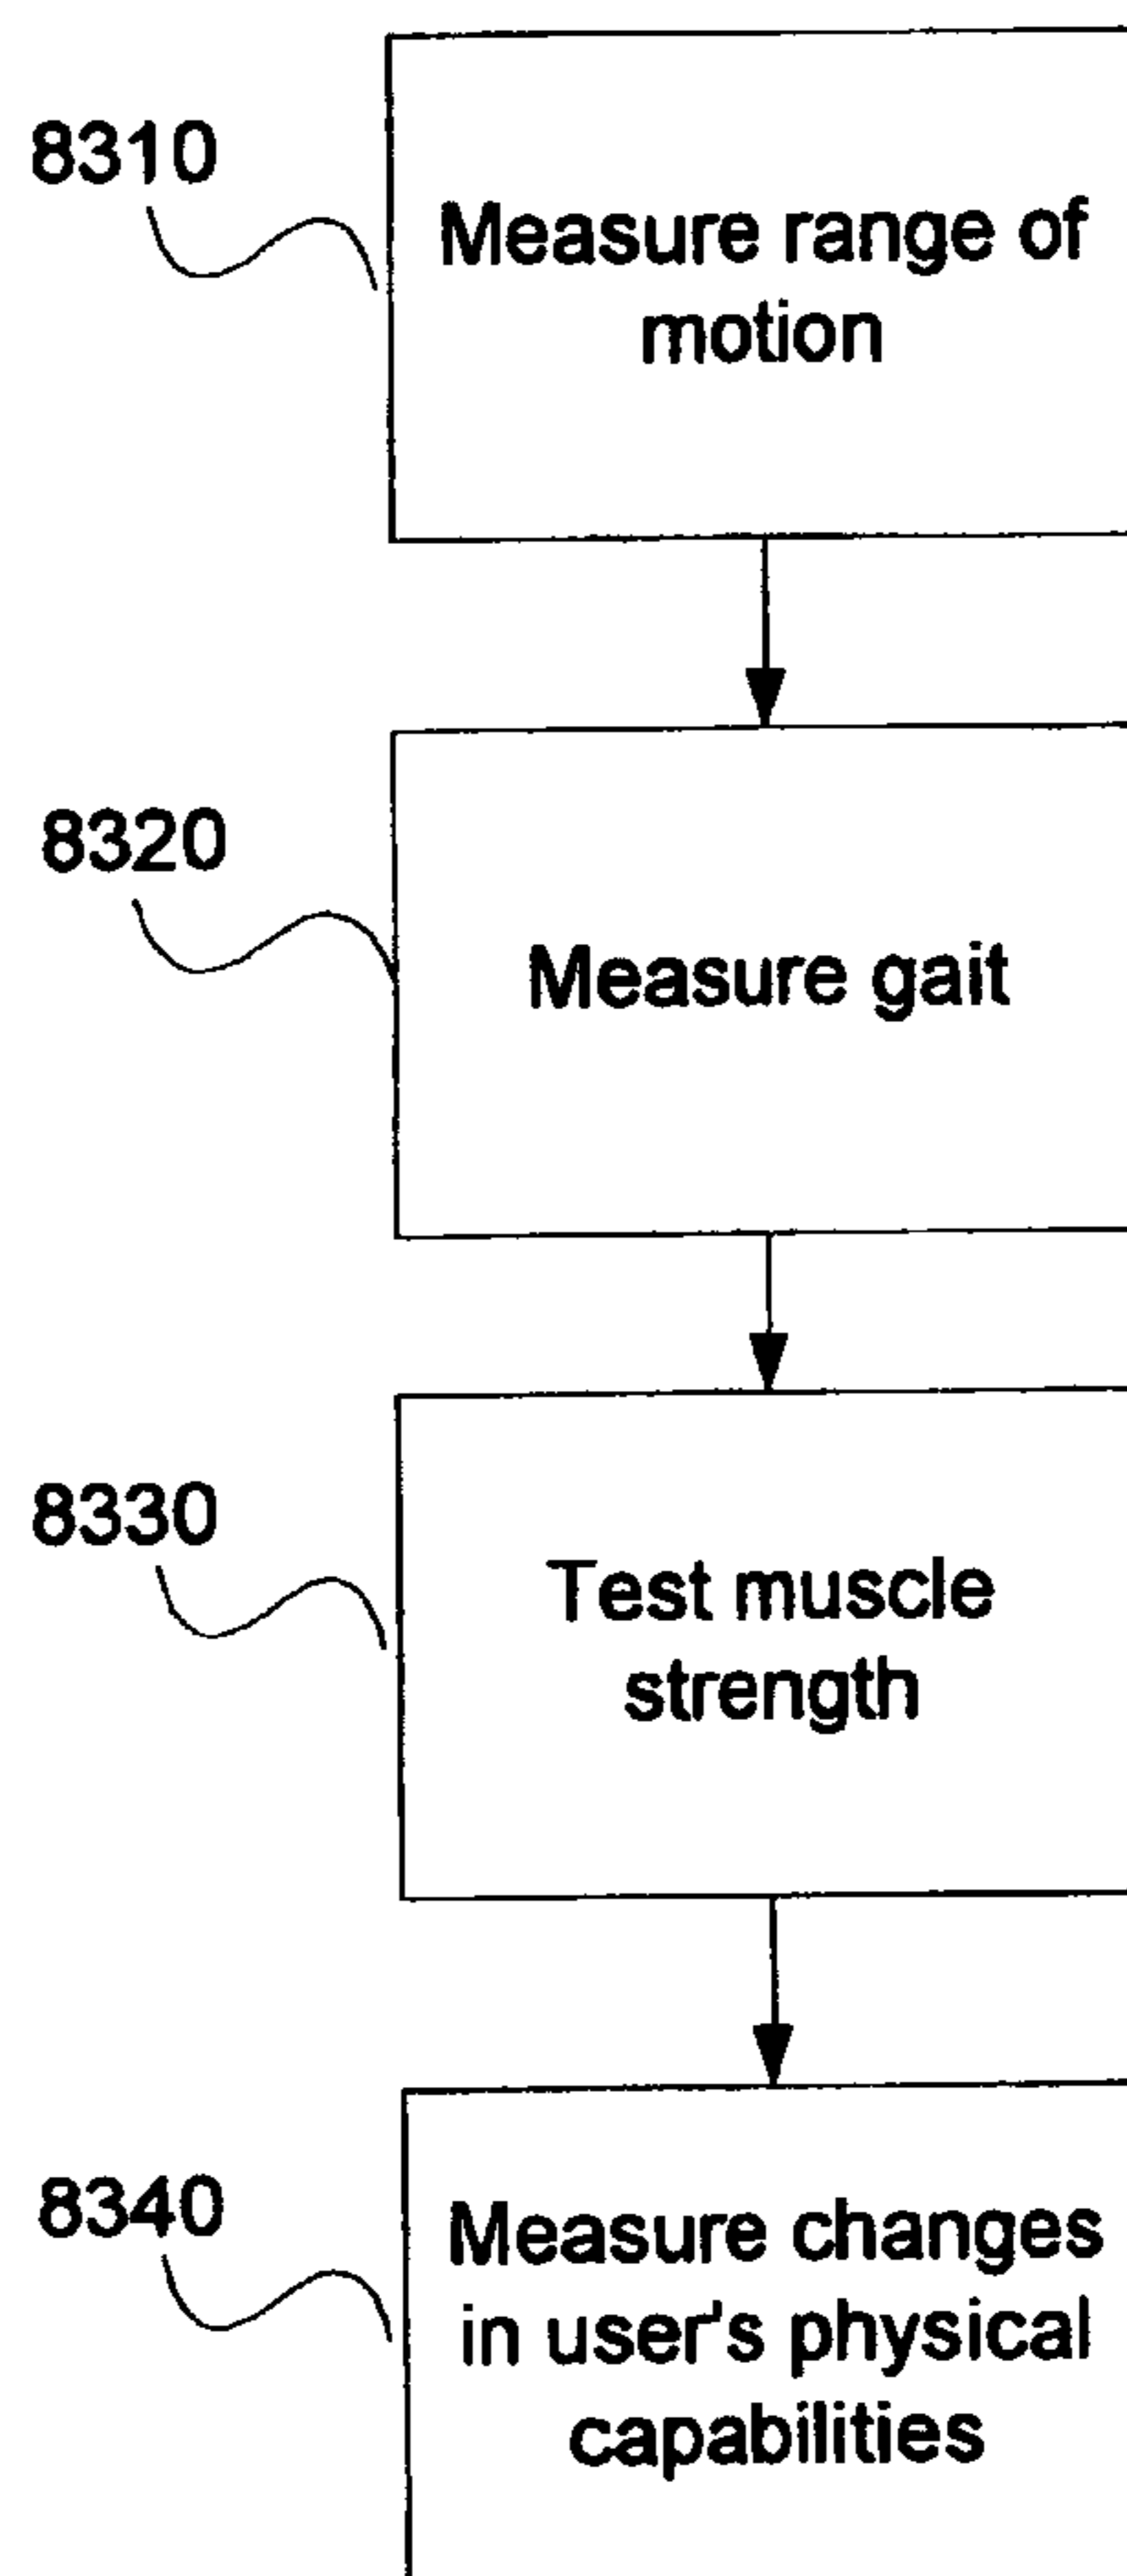 8310
Measure range of
motion
8320
Measure gait
8330
Test muscle
strength
8340
Measure changes
in user's physical
capabilities